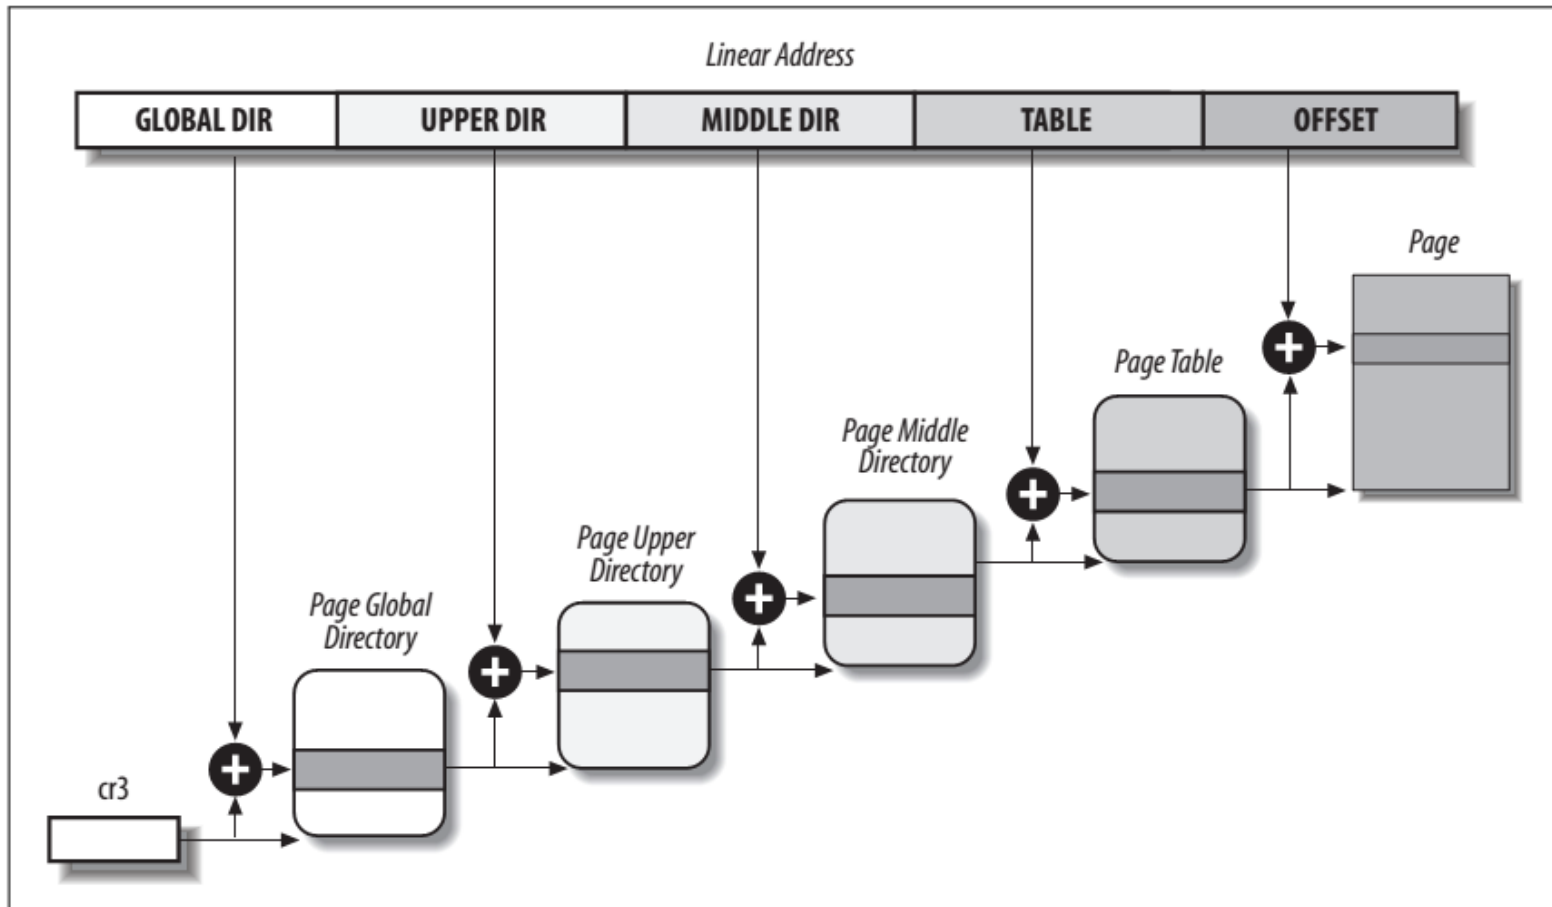 Linear Address
GLOBAL DIR
UPPER DIR
MIDDLE DIR
TABLE
OFFSET
Page
Page Table
Page Middle
Directory
Page Upper
Directory
Page Global
Directory
cr3